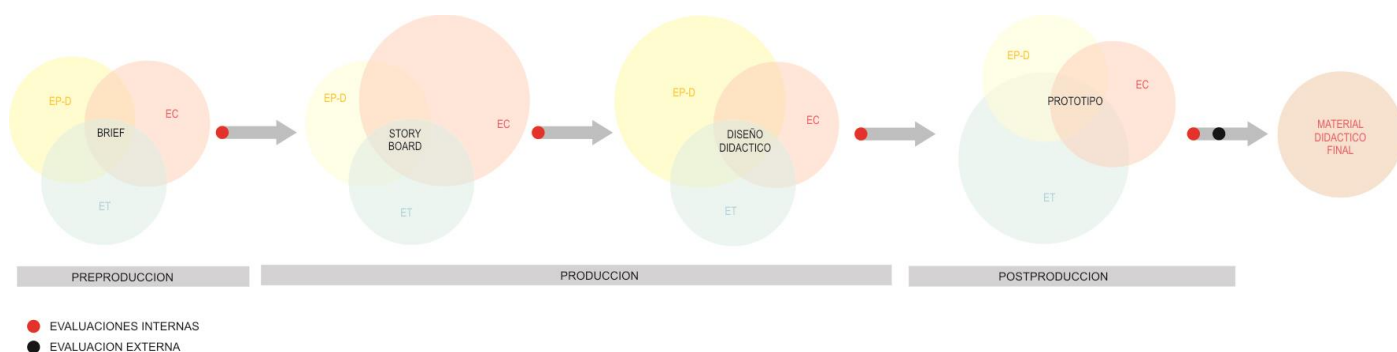 EP-D
EC
BRIEF
ET
EP-D
EC
STORY
BOARD
ET
EP-D
EC
DISEÑO
DIDACTICO
ET
EP-D
EC
PROTOTIPO
ET
MATERIAL
DIDACTICO
FINAL
PREPRODUCCION
PRODUCCION
POSTPRODUCCION
EVALUACIONES INTERNAS
EVALUACION EXTERNA